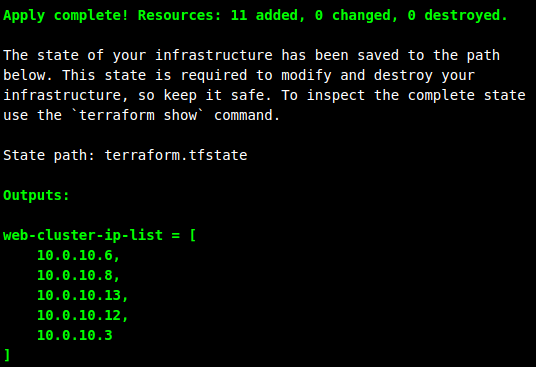 Apply complete! Resources: 11 added, 0 changed, 0 destroyed.
The state of your infrastructure has been saved to the path
below. This state is required to modify and destroy your
infrastructure, so keep it safe. To inspect the complete state
use the `terraform show` command.
State path: terraform.tfstate
Outputs:
web-cluster-ip-list = [
    10.0.10.6,
    10.0.10.8,
    10.0.10.13,
    10.0.10.12,
    10.0.10.3
]